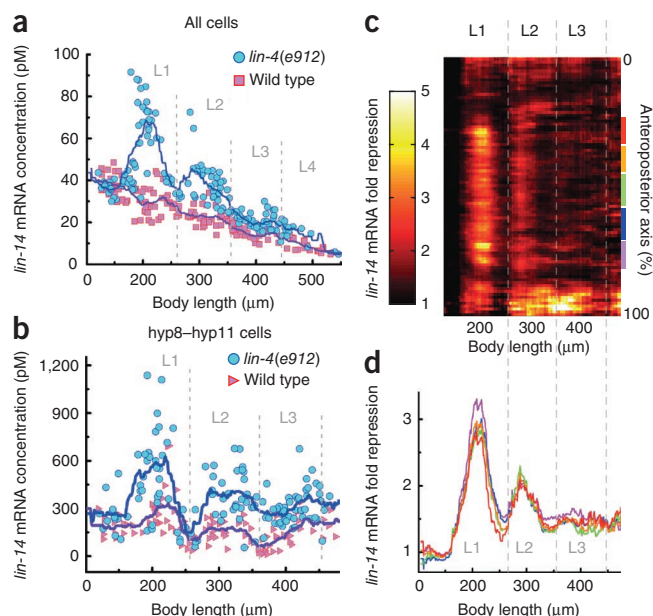 a
All cells
lin-4(e912)
Wild type
L1
L2
L3
L4
lin-14 mRNA concentration (pM)
100
80
60
40
20
0
0
100
200
300
400
500
Body length (μm)
b
hyp8–hyp11 cells
lin-4(e912)
Wild type
L1
L2
L3
lin-14 mRNA concentration (pM)
1,200
900
600
300
0
0
100
200
300
400
Body length (μm)
c
L1
L2
L3
lin-14 mRNA fold repression
5
4
3
2
1
0
100
Anteroposterior axis (%)
200
300
400
Body length (μm)
d
lin-14 mRNA fold repression
3
2
1
L1
L2
L3
0
100
200
300
400
Body length (μm)